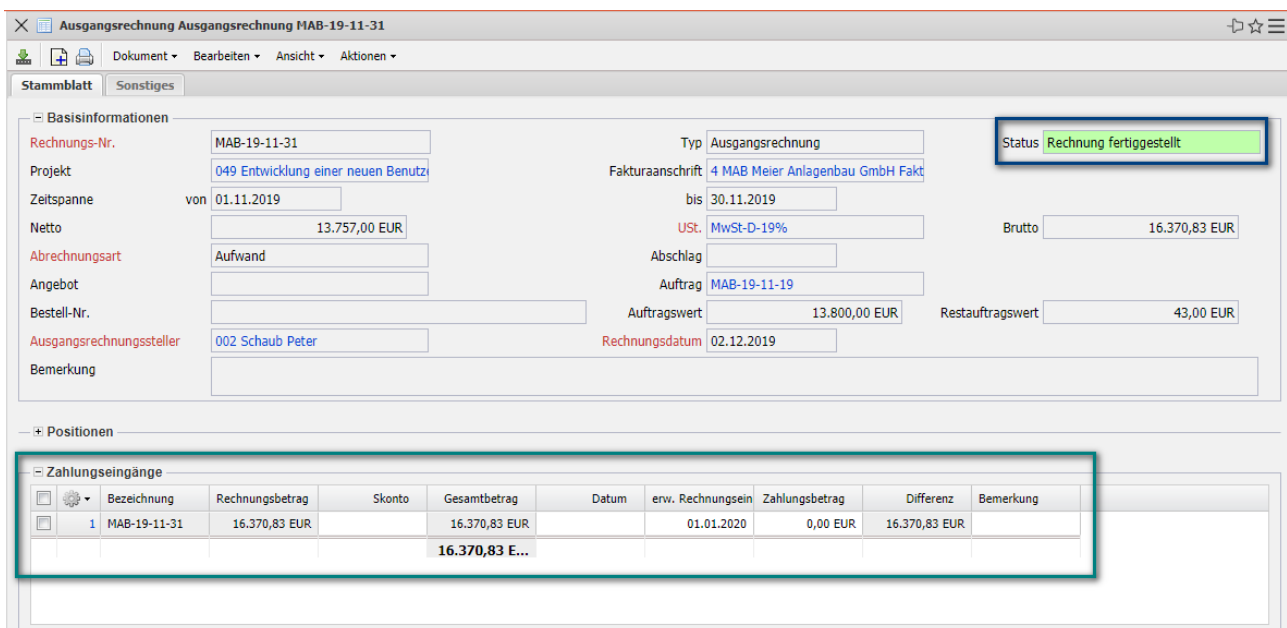 Ausgangsrechnung Ausgangsrechnung MAB-19-11-31
Dokument Bearbeiten Ansicht Aktionen
Stammblatt Sonstiges
Basisinformationen
Rechnungs-Nr. MAB-19-11-31 Typ Ausgangsrechnung Status Rechnung fertiggestellt
Projekt 049 Entwicklung einer neuen Benutze Fakturaanschrift 4 MAB Meier Anlagenbau GmbH Fakt
Zeitspanne von 01.11.2019 bis 30.11.2019
Netto 13.757,00 EUR USt. MwSt-D-19% Brutto 16.370,83 EUR
Abrechnungsart Aufwand Abschlag
Angebot Auftrag MAB-19-11-19
Bestell-Nr. Auftragswert 13.800,00 EUR Restauftragswert 43,00 EUR
Ausgangsrechnungssteller 002 Schaub Peter Rechnungsdatum 02.12.2019
Bemerkung
Positionen
Zahlungseingänge
Bezeichnung Rechnungsbetrag Skonto Gesamtbetrag Datum erw. Rechnungsein Zahlungsbetrag Differenz Bemerkung
1 MAB-19-11-31 16.370,83 EUR 16.370,83 EUR 01.01.2020 0,00 EUR 16.370,83 EUR
16.370,83 E...